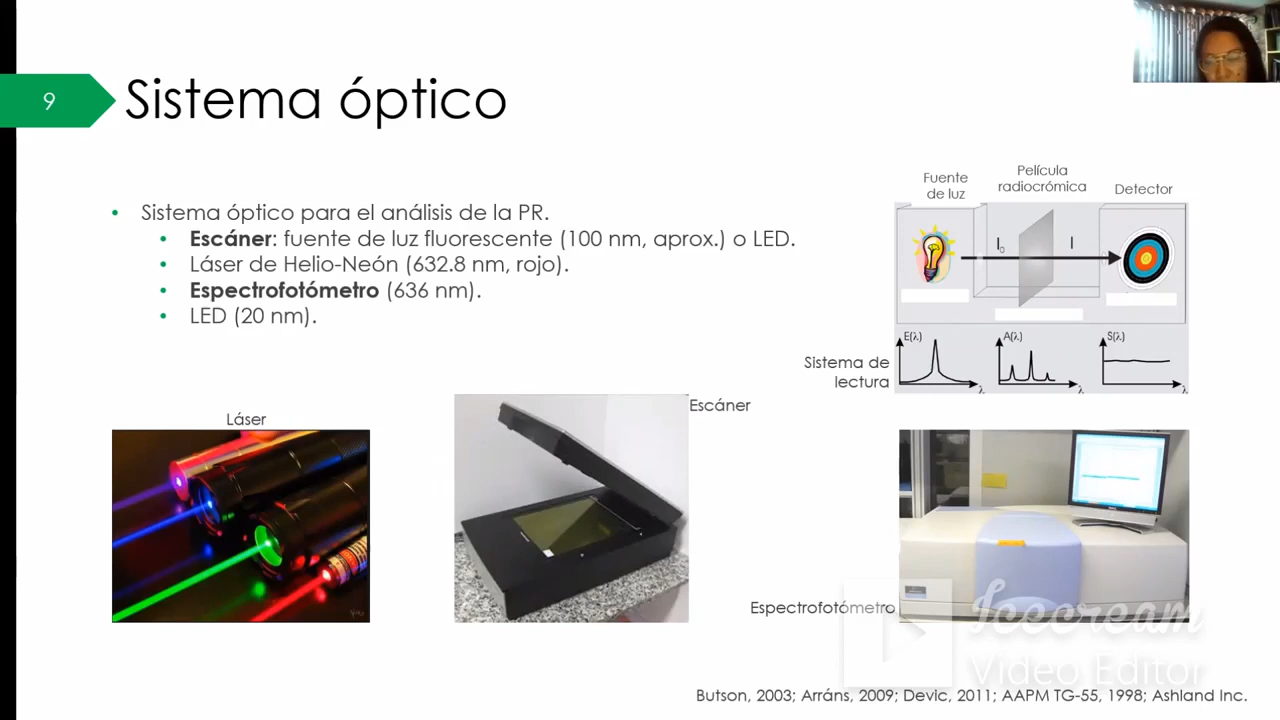 9
Sistema óptico
• Sistema óptico para el análisis de la PR.
• Escáner: fuente de luz fluorescente (100 nm, aprox.) o LED.
• Láser de Helio-Neón (632.8 nm, rojo).
• Espectrofotómetro (636 nm).
• LED (20 nm).
Fuente
de luz
Película
radiocrómica
Detector
I₀
I
E(λ)
A(λ)
S(λ)
λ
λ
λ
Sistema de
lectura
Láser
Escáner
Espectrofotómetro
Icecream
Video Editor
Butson, 2003; Arráns, 2009; Devic, 2011; AAPM TG-55, 1998; Ashland Inc.